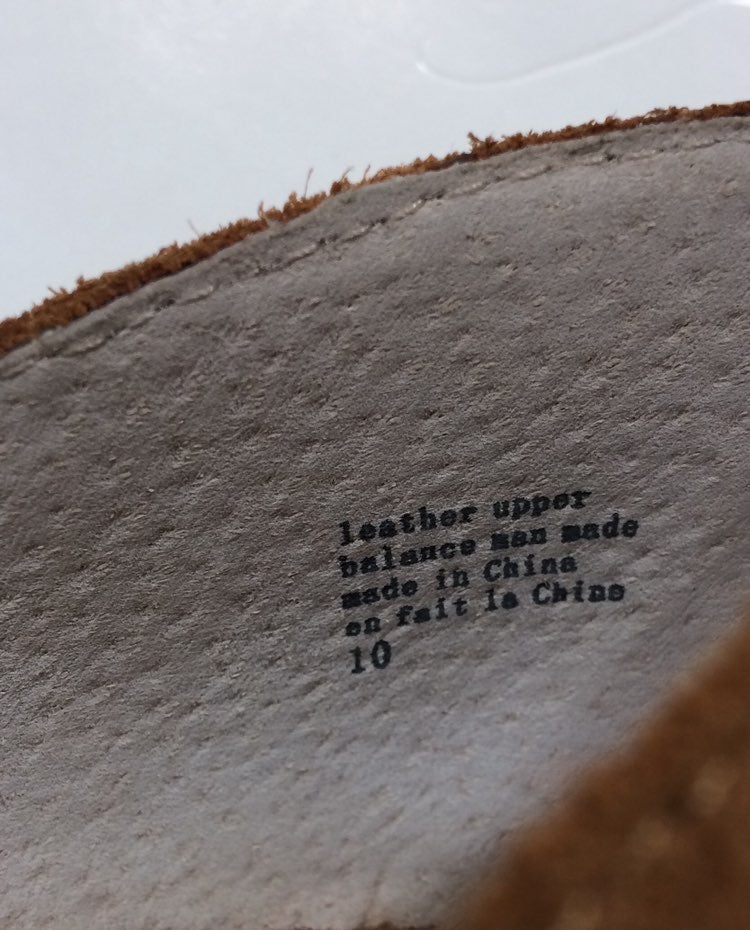 leather upper
balance man made
made in China
en fait la Chine
10